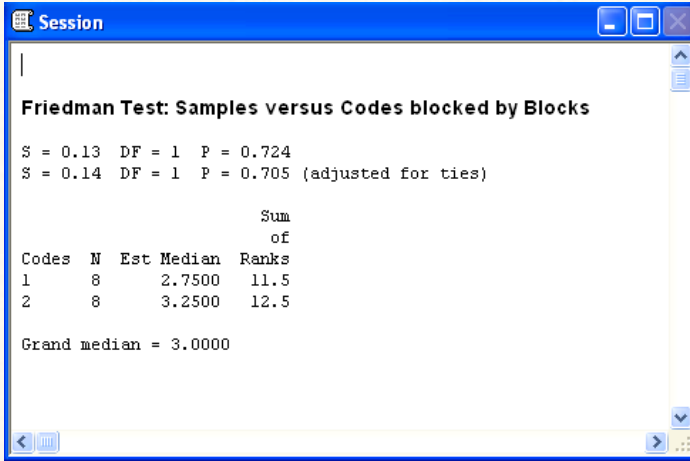 Session
Friedman Test: Samples versus Codes blocked by Blocks
S = 0.13  DF = 1  P = 0.724
S = 0.14  DF = 1  P = 0.705 (adjusted for ties)
Sum
of
Codes  N  Est Median  Ranks
1      8      2.7500   11.5
2      8      3.2500   12.5
Grand median = 3.0000